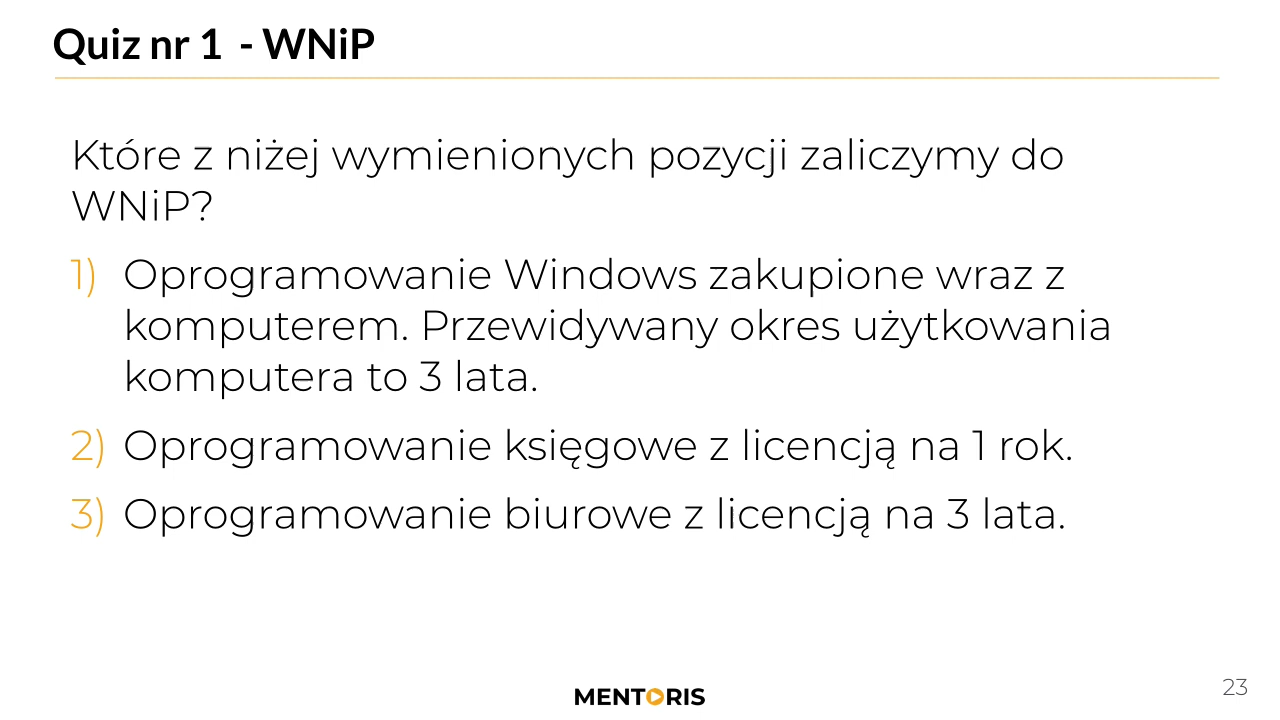 Quiz nr 1 - WNiP
Które z niżej wymienionych pozycji zaliczymy do
WNiP?
1) Oprogramowanie Windows zakupione wraz z
komputerem. Przewidywany okres użytkowania
komputera to 3 lata.
2) Oprogramowanie księgowe z licencją na 1 rok.
3) Oprogramowanie biurowe z licencją na 3 lata.
MENTORIS
23